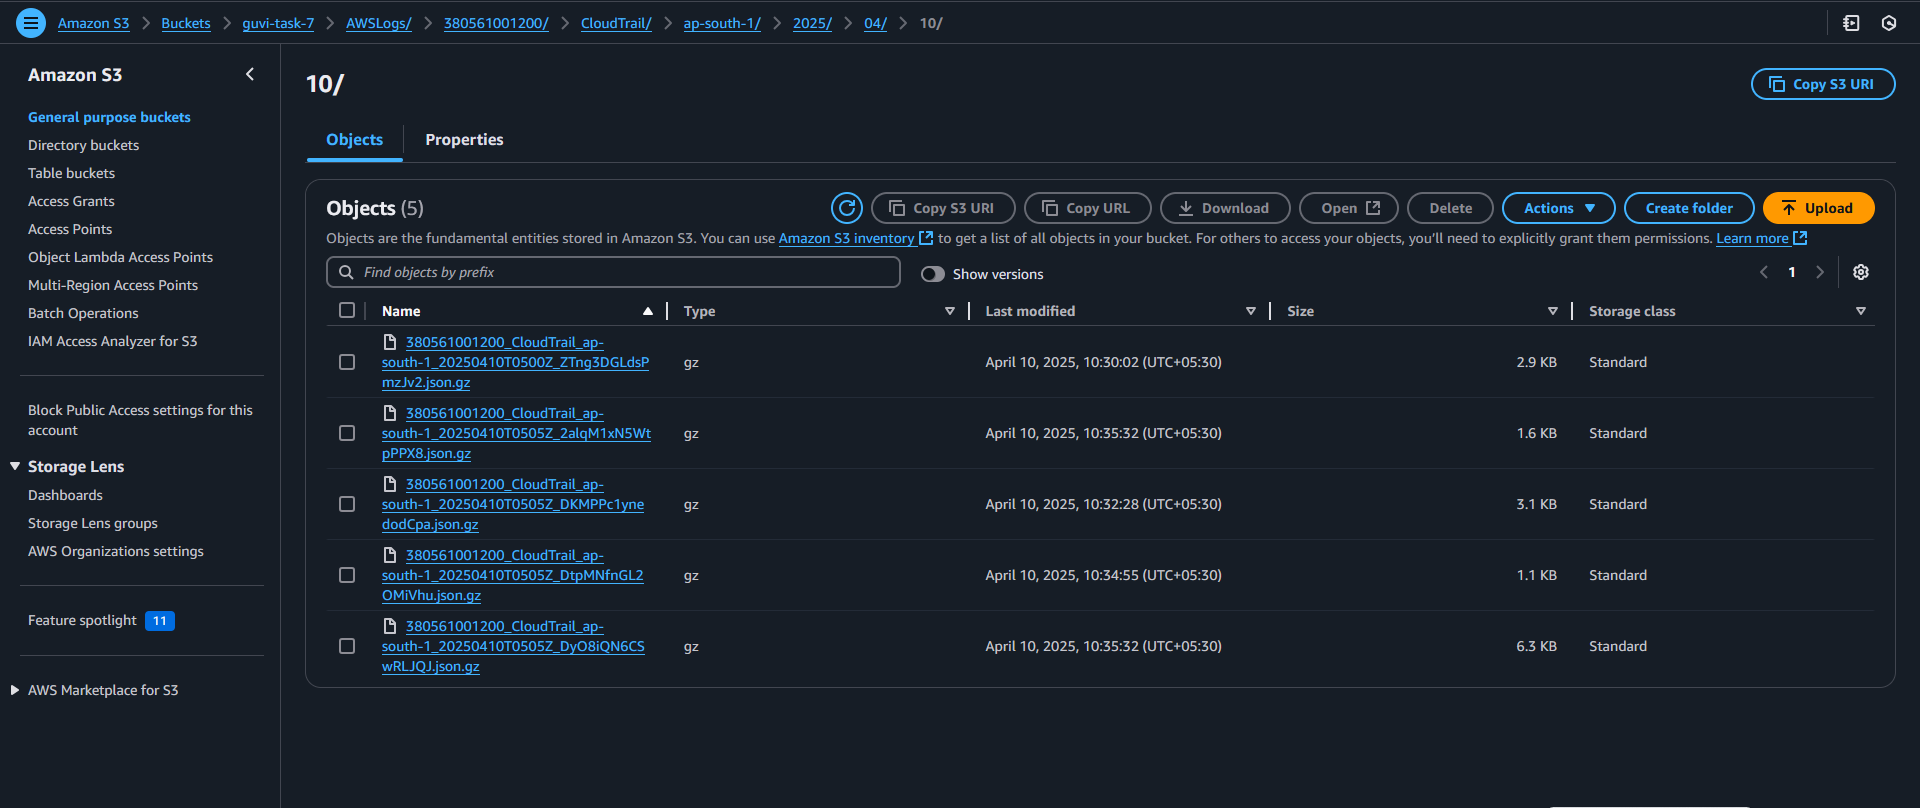 Amazon S3 > Buckets > guvi-task-7 > AWSLogs/ > 380561001200/ > CloudTrail/ > ap-south-1/ > 2025/ > 04/ > 10/
Amazon S3
General purpose buckets
Directory buckets
Table buckets
Access Grants
Access Points
Object Lambda Access Points
Multi-Region Access Points
Batch Operations
IAM Access Analyzer for S3
Block Public Access settings for this
account
Storage Lens
Dashboards
Storage Lens groups
AWS Organizations settings
Feature spotlight 11
AWS Marketplace for S3
10/
Copy S3 URI
Objects Properties
Objects (5)
Copy S3 URI Copy URL Download Open Delete Actions Create folder Upload
Objects are the fundamental entities stored in Amazon S3. You can use Amazon S3 inventory to get a list of all objects in your bucket. For others to access your objects, you'll need to explicitly grant them permissions. Learn more
Find objects by prefix Show versions 1
Name Type Last modified Size Storage class
380561001200_CloudTrail_ap-
south-1_20250410T0500Z_ZTng3DGLdsP gz April 10, 2025, 10:30:02 (UTC+05:30) 2.9 KB Standard
mzJv2.json.gz
380561001200_CloudTrail_ap-
south-1_20250410T0505Z_2alqM1xN5Wt gz April 10, 2025, 10:35:32 (UTC+05:30) 1.6 KB Standard
pPPX8.json.gz
380561001200_CloudTrail_ap-
south-1_20250410T0505Z_DKMPPc1yne gz April 10, 2025, 10:32:28 (UTC+05:30) 3.1 KB Standard
dodCpa.json.gz
380561001200_CloudTrail_ap-
south-1_20250410T0505Z_DtpMNfnGL2 gz April 10, 2025, 10:34:55 (UTC+05:30) 1.1 KB Standard
OMiVhu.json.gz
380561001200_CloudTrail_ap-
south-1_20250410T0505Z_DyO8iQN6CS gz April 10, 2025, 10:35:32 (UTC+05:30) 6.3 KB Standard
wRLJQJ.json.gz